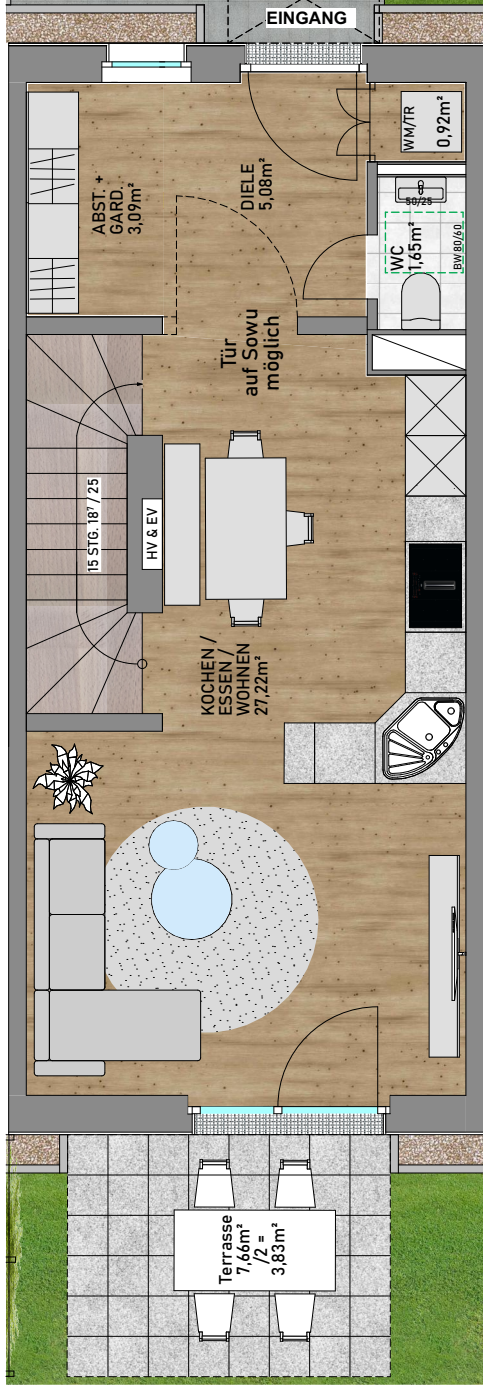 EINGANG
WM/TR
0,92m²
ABST. +
GARD.
3,09m²
DIELE
5,08m²
50/25
WC
1,65m²
BW 80/60
Tür
auf Sowu
möglich
15 STG. 18⁷ / 25
HV & EV
KOCHEN /
ESSEN /
WOHNEN
27,22m²
Terrasse
7,66m²
/2 =
3,83m²